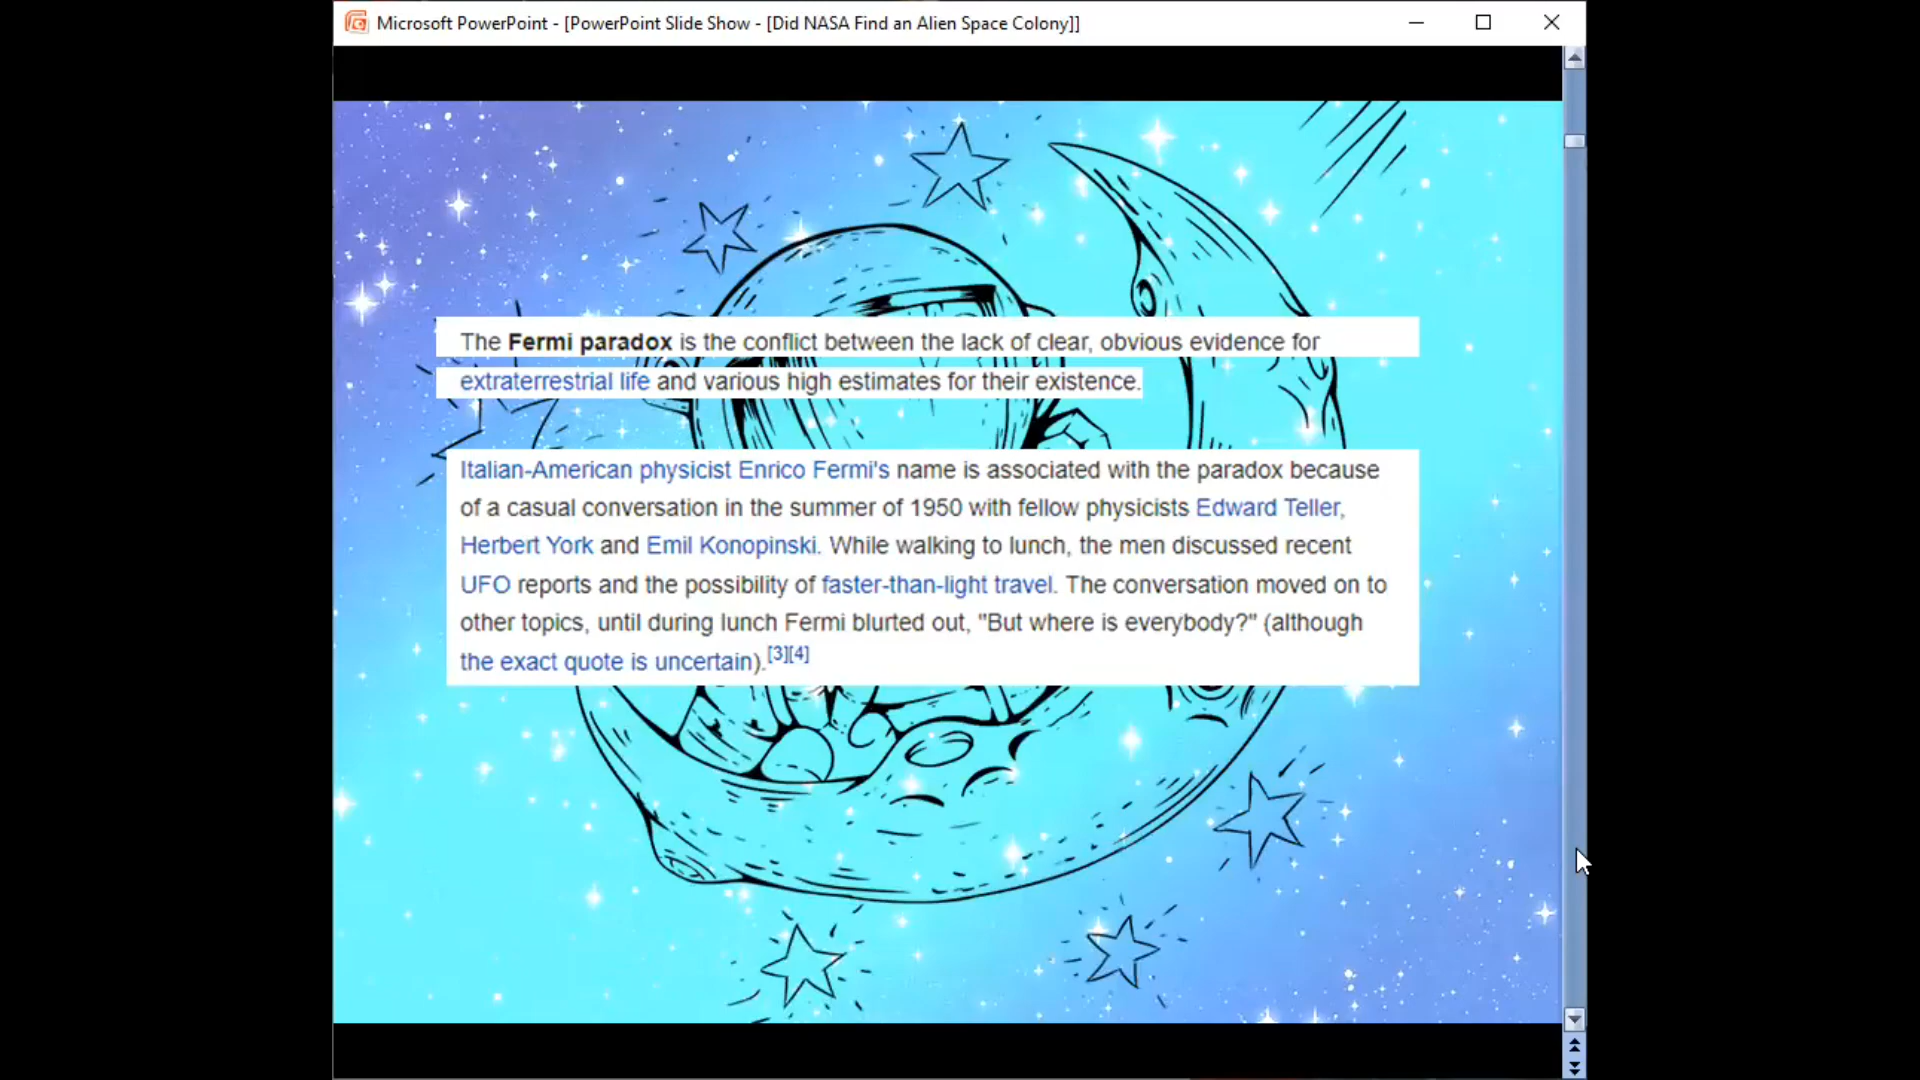 Microsoft PowerPoint - [PowerPoint Slide Show - [Did NASA Find an Alien Space Colony]]
The Fermi paradox is the conflict between the lack of clear, obvious evidence for
extraterrestrial life and various high estimates for their existence.
Italian-American physicist Enrico Fermi's name is associated with the paradox because
of a casual conversation in the summer of 1950 with fellow physicists Edward Teller,
Herbert York and Emil Konopinski. While walking to lunch, the men discussed recent
UFO reports and the possibility of faster-than-light travel. The conversation moved on to
other topics, until during lunch Fermi blurted out, "But where is everybody?" (although
the exact quote is uncertain).[3][4]